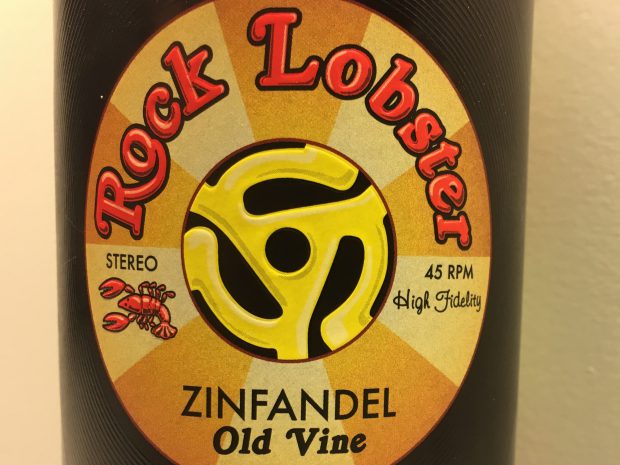 Rock Lobster
STEREO
45 RPM
High Fidelity
ZINFANDEL
Old Vine